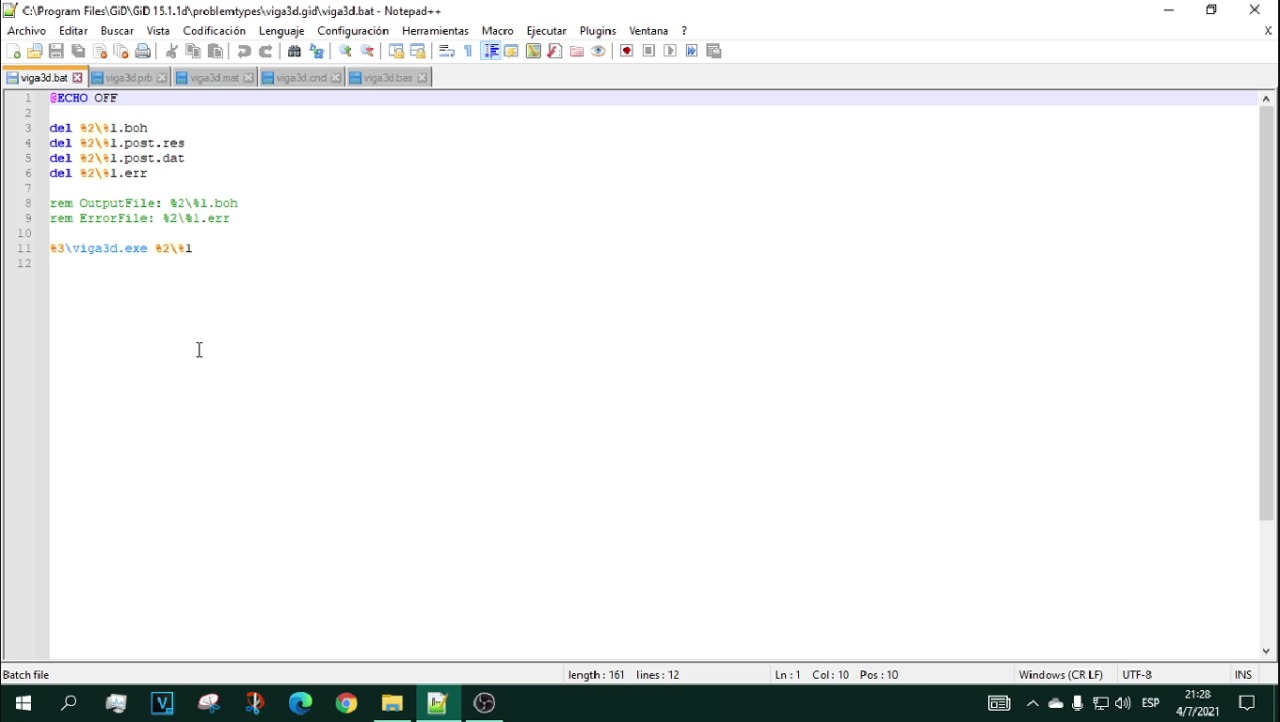 C:\Program Files\GiD\GiD 15.1.1d\problemtypes\viga3d.gid\viga3d.bat - Notepad++
Archivo Editar Buscar Vista Codificación Lenguaje Configuración Herramientas Macro Ejecutar Plugins Ventana ? X
viga3d.bat viga3d.prb viga3d.mat viga3d.cnd viga3d.bas
1 @ECHO OFF
2
3 del %2\%1.boh
4 del %2\%1.post.res
5 del %2\%1.post.dat
6 del %2\%1.err
7
8 rem OutputFile: %2\%1.boh
9 rem ErrorFile: %2\%1.err
10
11 %3\viga3d.exe %2\%1
12
Batch file length : 161 lines : 12 Ln : 1 Col : 10 Pos : 10 Windows (CR LF) UTF-8 INS
ESP
21:28
4/7/2021